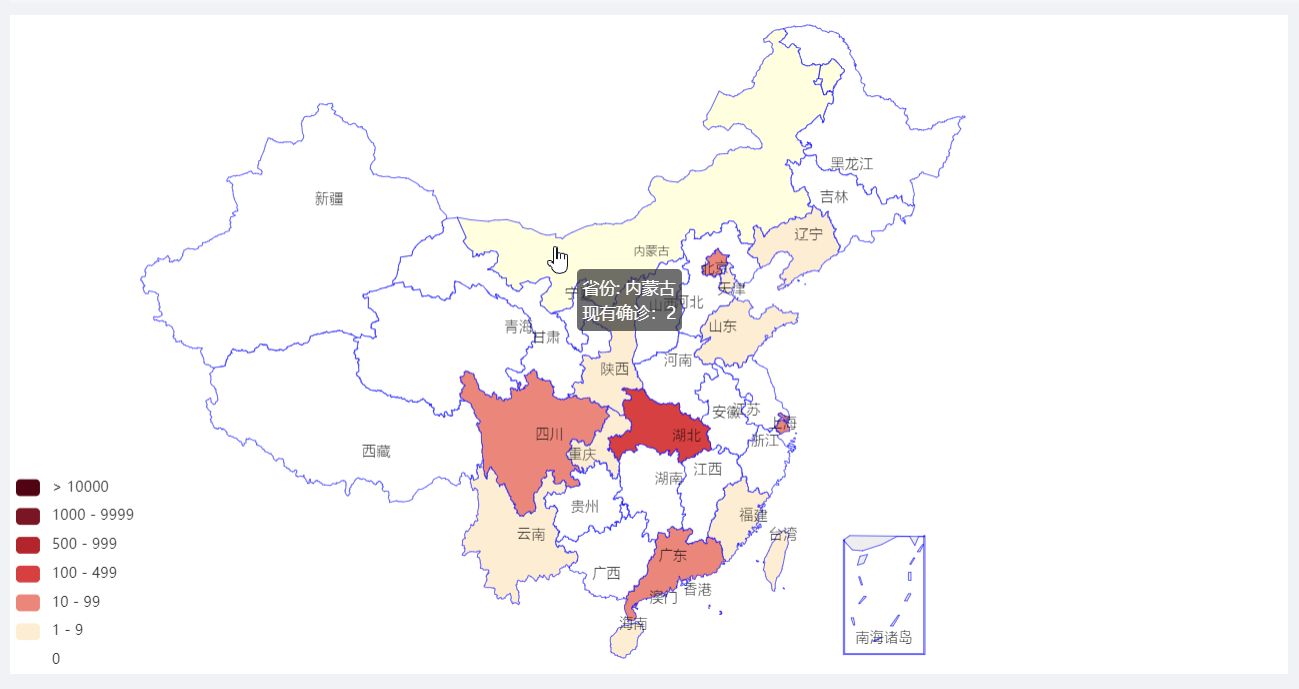 新疆
黑龙江
吉林
辽宁
内蒙古
北京
天津
省份: 内蒙古
现有确诊：2
河北
山东
青海
甘肃
河南
陕西
安徽
江苏
上海
四川
湖北
浙江
西藏
重庆
江西
湖南
贵州
福建
云南
台湾
广东
广西
香港
澳门
海南
南海诸岛
> 10000
1000 - 9999
500 - 999
100 - 499
10 - 99
1 - 9
0